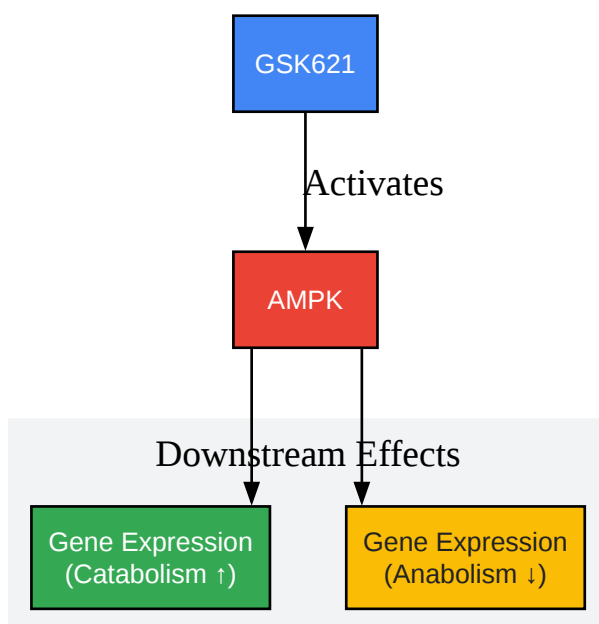 GSK621
Activates
AMPK
Downstream Effects
Gene Expression
(Catabolism ↑)
Gene Expression
(Anabolism ↓)